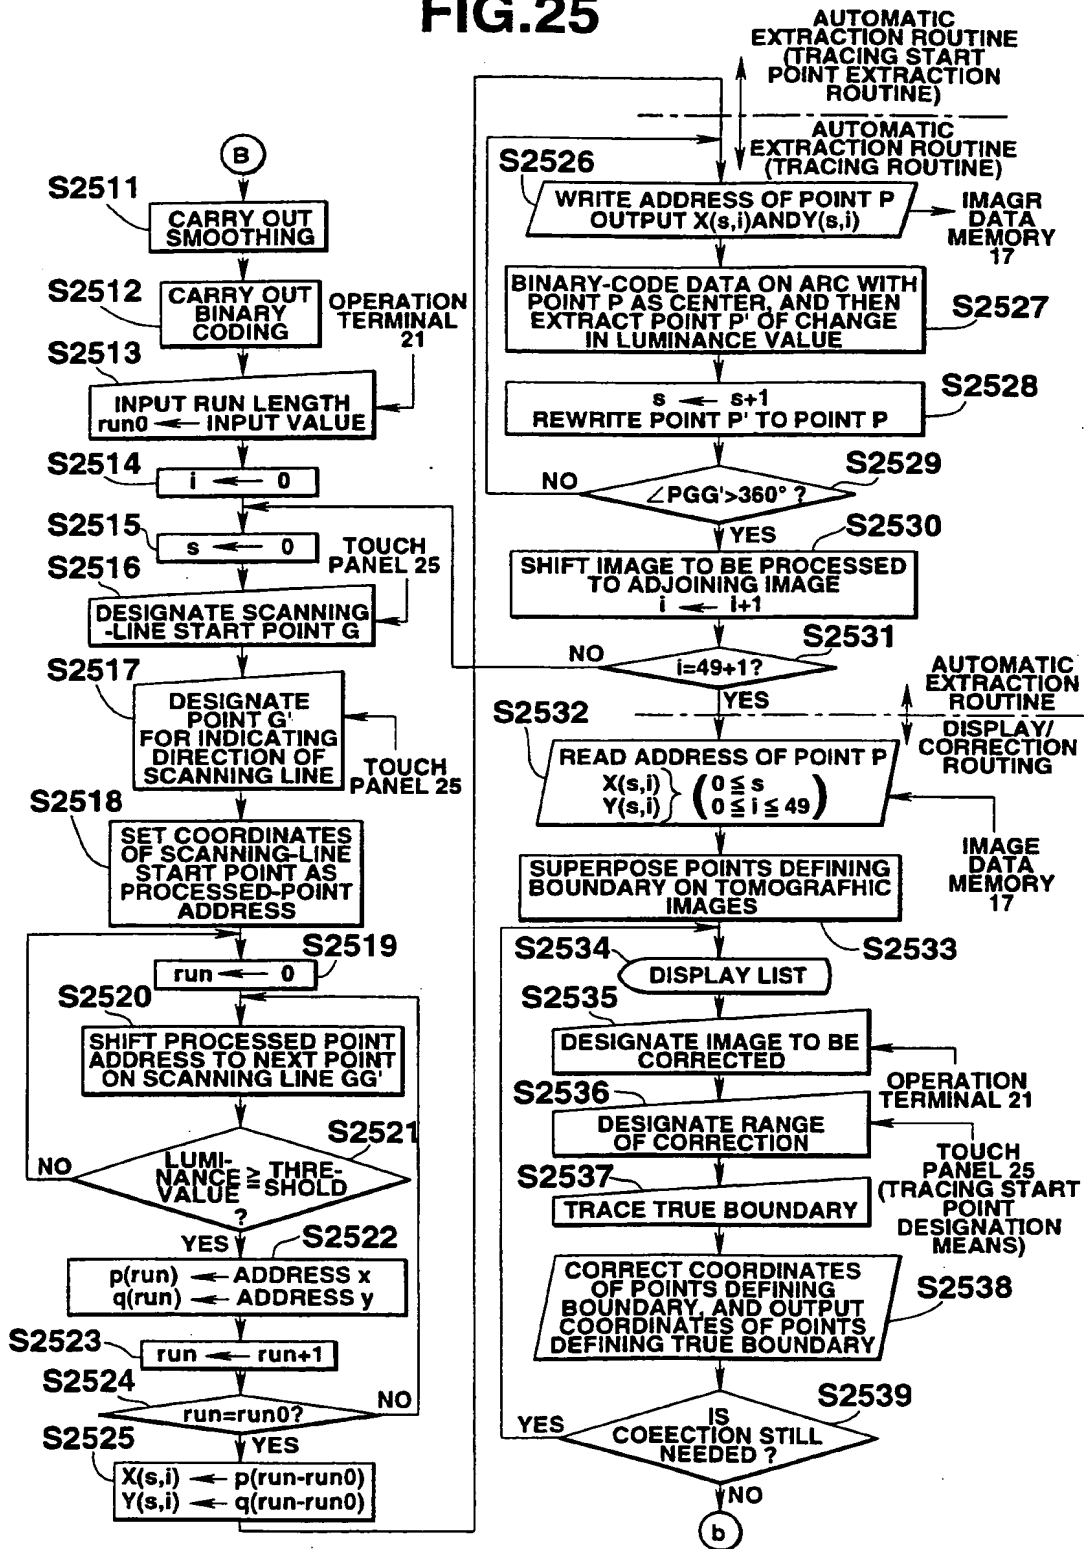 FIG.25
B
S2511
CARRY OUT
SMOOTHING
S2512
CARRY OUT
BINARY
CODING
OPERATION
TERMINAL
21
S2513
INPUT RUN LENGTH
run0 ← INPUT VALUE
S2514
i ← 0
S2515
s ← 0
TOUCH
PANEL 25
S2516
DESIGNATE SCANNING
-LINE START POINT G
S2517
DESIGNATE
POINT G'
FOR INDICATING
DIRECTION OF
SCANNING LINE
TOUCH
PANEL 25
S2518
SET COORDINATES
OF SCANNING-LINE
START POINT AS
PROCESSED-POINT
ADDRESS
S2519
run ← 0
S2520
SHIFT PROCESSED POINT
ADDRESS TO NEXT POINT
ON SCANNING LINE GG'
S2521
LUMI-
NANCE
VALUE ≧ THRE-
SHOLD
?
NO
YES
S2522
p(run) ← ADDRESS x
q(run) ← ADDRESS y
S2523
run ← run+1
S2524
run=run0?
NO
YES
S2525
X(s,i) ← p(run-run0)
Y(s,i) ← q(run-run0)
AUTOMATIC
EXTRACTION ROUTINE
(TRACING START
POINT EXTRACTION
ROUTINE)
AUTOMATIC
EXTRACTION ROUTINE
(TRACING ROUTINE)
S2526
WRITE ADDRESS OF POINT P
OUTPUT X(s,i)ANDY(s,i)
IMAGR
DATA
MEMORY
17
BINARY-CODE DATA ON ARC WITH
POINT P AS CENTER, AND THEN
EXTRACT POINT P' OF CHANGE
IN LUMINANCE VALUE
S2527
s ← s+1
REWRITE POINT P' TO POINT P
S2528
S2529
∠PGG'>360° ?
NO
YES
S2530
SHIFT IMAGE TO BE PROCESSED
TO ADJOINING IMAGE
i ← i+1
S2531
i=49+1?
NO
YES
AUTOMATIC
EXTRACTION
ROUTINE
DISPLAY/
CORRECTION
ROUTING
S2532
READ ADDRESS OF POINT P
X(s,i)
Y(s,i) } ( 0 ≦ s
0 ≦ i ≦ 49 )
IMAGE
DATA
MEMORY
17
SUPERPOSE POINTS DEFINING
BOUNDARY ON TOMOGRAFHIC
IMAGES
S2533
S2534
DISPLAY LIST
S2535
DESIGNATE IMAGE TO BE
CORRECTED
OPERATION
TERMINAL 21
S2536
DESIGNATE RANGE
OF CORRECTION
TOUCH
PANEL 25
(TRACING START
POINT
DESIGNATION
MEANS)
S2537
TRACE TRUE BOUNDARY
CORRECT COORDINATES
OF POINTS DEFINING
BOUNDARY, AND OUTPUT
COORDINATES OF POINTS
DEFINING TRUE BOUNDARY
S2538
S2539
IS
COEECTION STILL
NEEDED ?
YES
NO
b